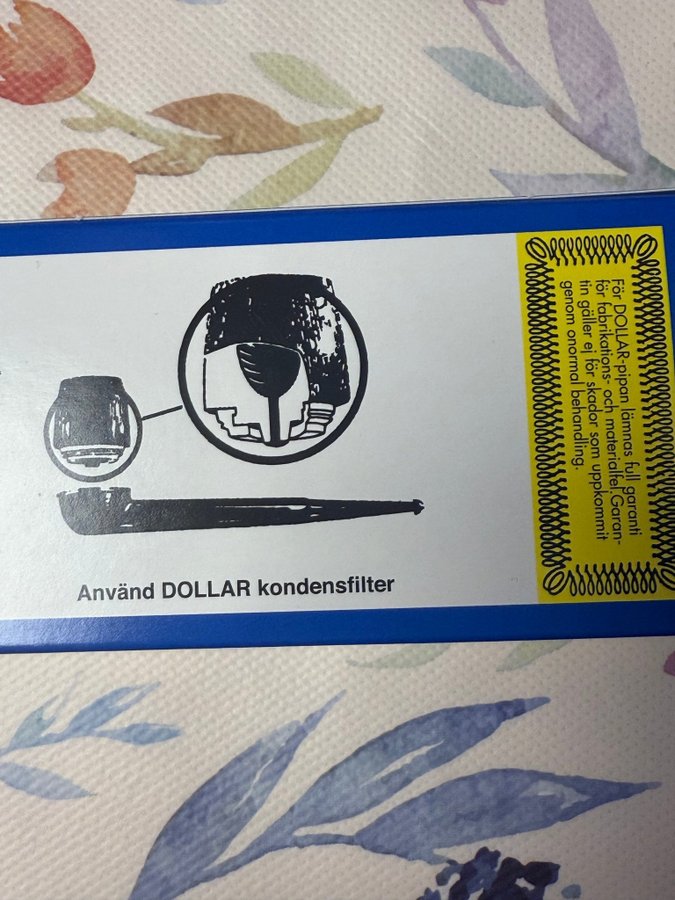 Använd DOLLAR kondensfilter
För DOLLAR-pipan lämnas full garanti
för fabrikations- och materialfel. Garan-
tin gäller ej för skador som uppkommit
genom onormal behandling.